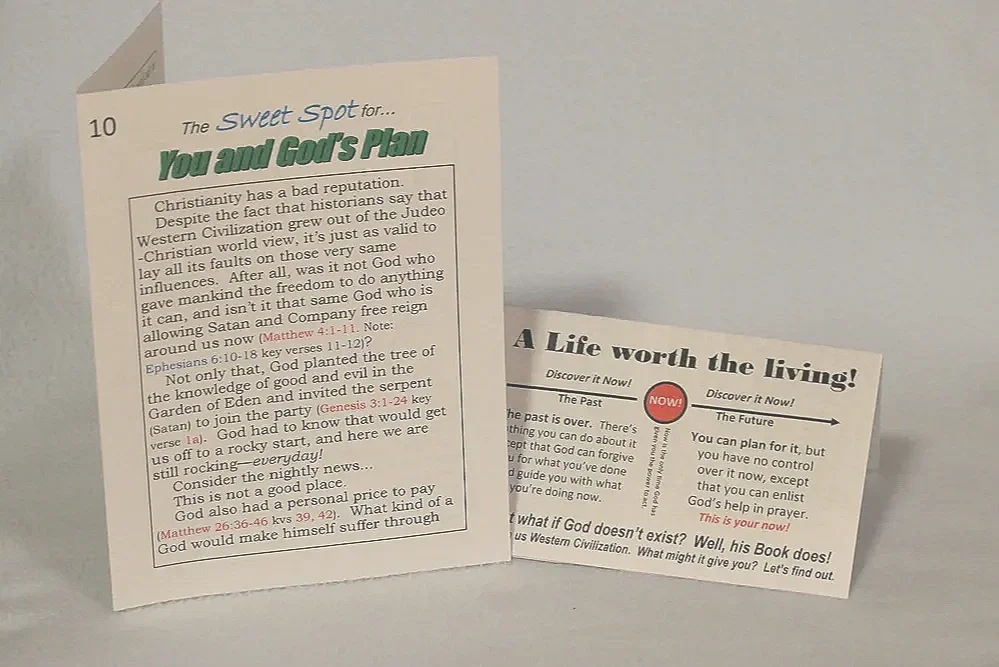 10
The Sweet Spot for...
You and God's Plan
Christianity has a bad reputation.
Despite the fact that historians say that
Western Civilization grew out of the Judeo
-Christian world view, it's just as valid to
lay all its faults on those very same
influences. After all, was it not God who
gave mankind the freedom to do anything
it can, and isn't it that same God who is
allowing Satan and Company free reign
around us now (Matthew 4:1-11. Note:
Ephesians 6:10-18 key verses 11-12)?
Not only that, God planted the tree of
the knowledge of good and evil in the
Garden of Eden and invited the serpent
(Satan) to join the party (Genesis 3:1-24 key
verse 1a). God had to know that would get
us off to a rocky start, and here we are
still rocking—everyday!
Consider the nightly news...
This is not a good place.
God also had a personal price to pay
(Matthew 26:36-46 kvs 39, 42). What kind of a
God would make himself suffer through
A Life worth the living!
Discover it Now!
The Past
NOW!
Discover it Now!
The Future
he past is over. There's
thing you can do about it
cept that God can forgive
u for what you've done
d guide you with what
you're doing now.
Now is the only time God has
given you the power to act.
You can plan for it, but
you have no control
over it now, except
that you can enlist
God's help in prayer.
This is your now!
t what if God doesn't exist? Well, his Book does!
us Western Civilization. What might it give you? Let's find out.